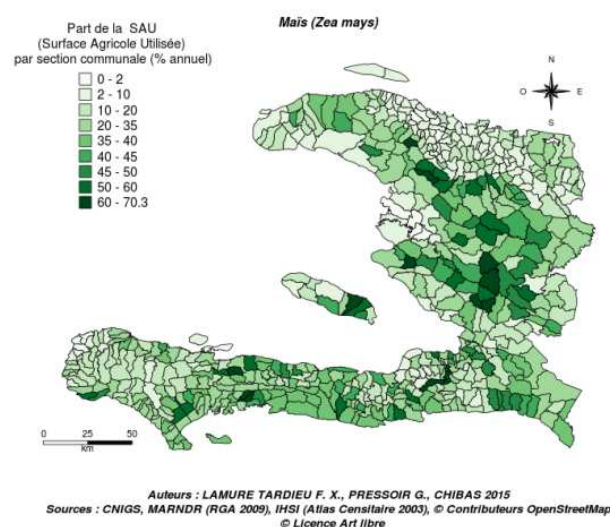 Maïs (Zea mays)
Part de la SAU
(Surface Agricole Utilisée)
par section communale (% annuel)
0 - 2
2 - 10
10 - 20
20 - 35
35 - 40
40 - 45
45 - 50
50 - 60
60 - 70.3
N
O
E
S
0 25 50
km
Auteurs : LAMURE TARDIEU F. X., PRESSOIR G., CHIBAS 2015
Sources : CNIGS, MARNDR (RGA 2009), IHSI (Atlas Censitaire 2003), © Contributeurs OpenStreetMap
© Licence Art libre